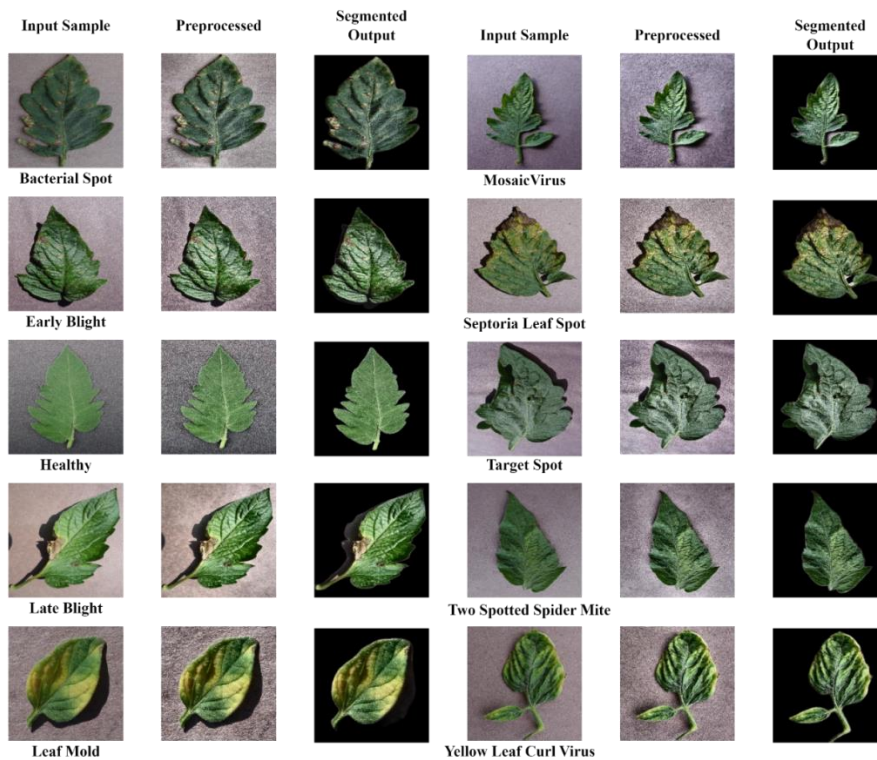 Input Sample
Preprocessed
Segmented
Output
Input Sample
Preprocessed
Segmented
Output
Bacterial Spot
MosaicVirus
Early Blight
Septoria Leaf Spot
Healthy
Target Spot
Late Blight
Two Spotted Spider Mite
Leaf Mold
Yellow Leaf Curl Virus